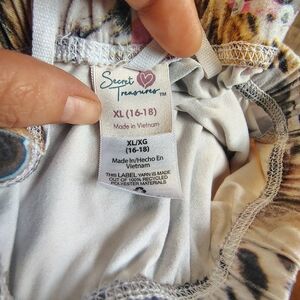 Secret
Treasures™
XL (16-18)
Made in Vietnam
XL/XG
(16-18)
Made In/Hecho En
Vietnam
THIS LABEL YARN IS MADE
OUT OF 100% RECYCLED
POLYESTER MATERIALS